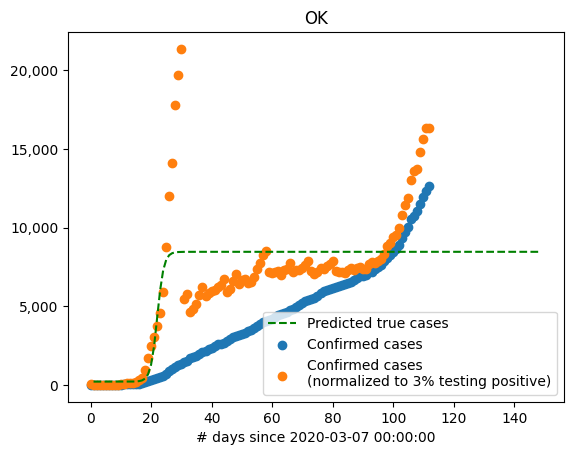 OK
20,000
15,000
10,000
5,000
0
Predicted true cases
Confirmed cases
Confirmed cases
(normalized to 3% testing positive)
0 20 40 60 80 100 120 140
# days since 2020-03-07 00:00:00